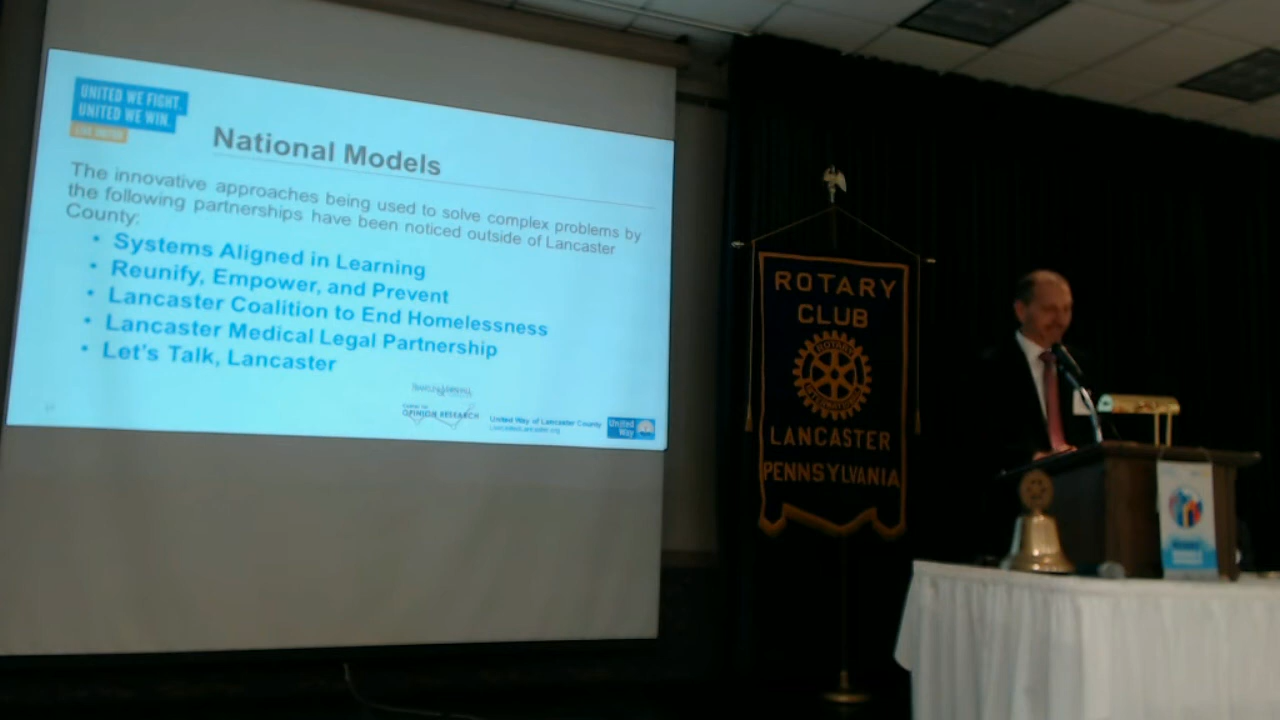 UNITED WE FIGHT.
UNITED WE WIN.
LIVE UNITED
National Models
The innovative approaches being used to solve complex problems by
the following partnerships have been noticed outside of Lancaster
County:
• Systems Aligned in Learning
• Reunify, Empower, and Prevent
• Lancaster Coalition to End Homelessness
• Lancaster Medical Legal Partnership
• Let's Talk, Lancaster
OPINION RESEARCH
United Way of Lancaster County
United
Way
ROTARY
CLUB
ROTARY
INTERNATIONAL
LANCASTER
PENNSYLVANIA